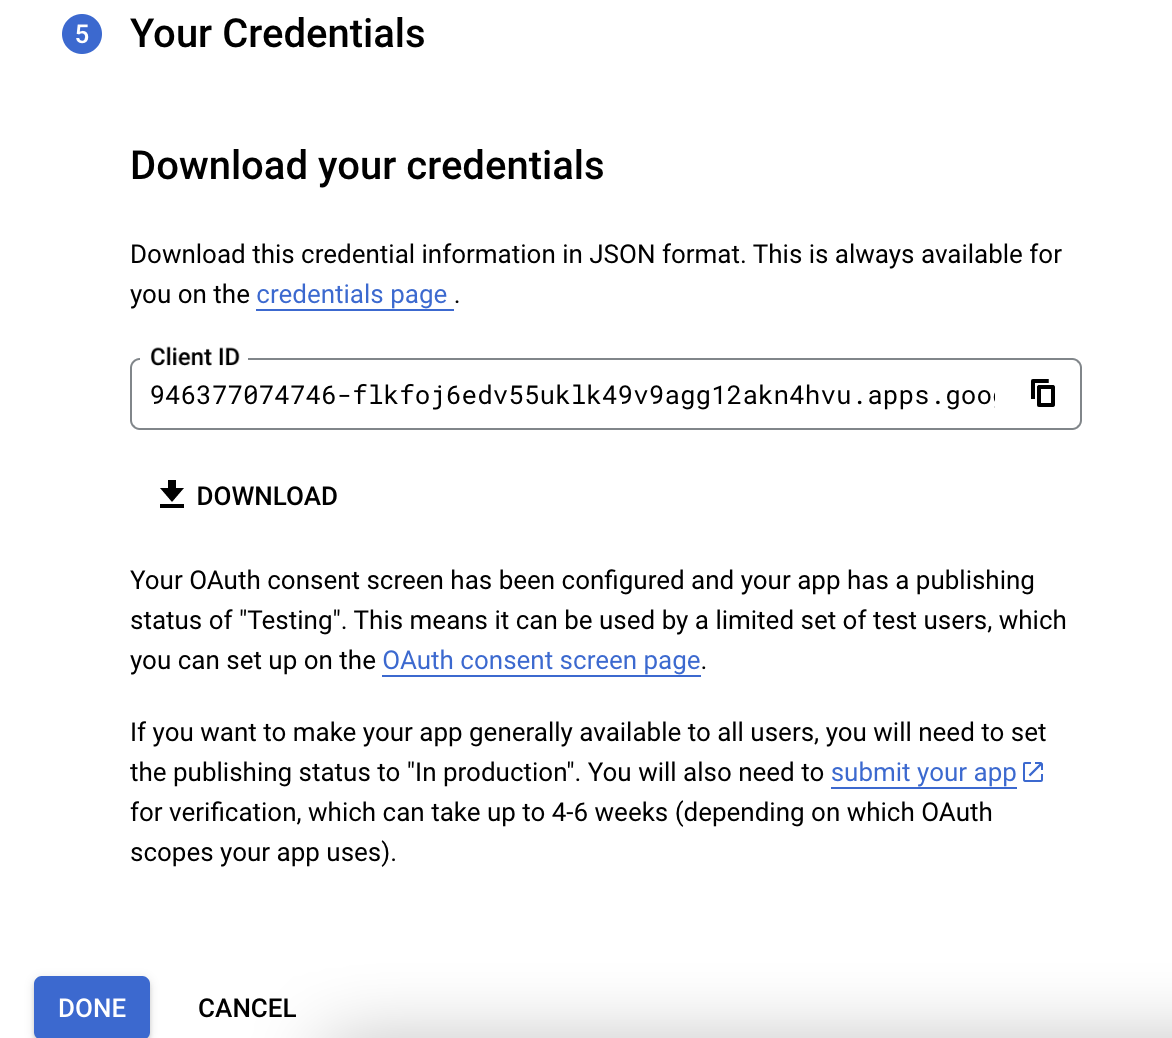 5 Your Credentials
Download your credentials
Download this credential information in JSON format. This is always available for
you on the credentials page .
Client ID
946377074746-flkfoj6edv55uklk49v9agg12akn4hvu.apps.goo
DOWNLOAD
Your OAuth consent screen has been configured and your app has a publishing
status of "Testing". This means it can be used by a limited set of test users, which
you can set up on the OAuth consent screen page.
If you want to make your app generally available to all users, you will need to set
the publishing status to "In production". You will also need to submit your app
for verification, which can take up to 4-6 weeks (depending on which OAuth
scopes your app uses).
DONE CANCEL